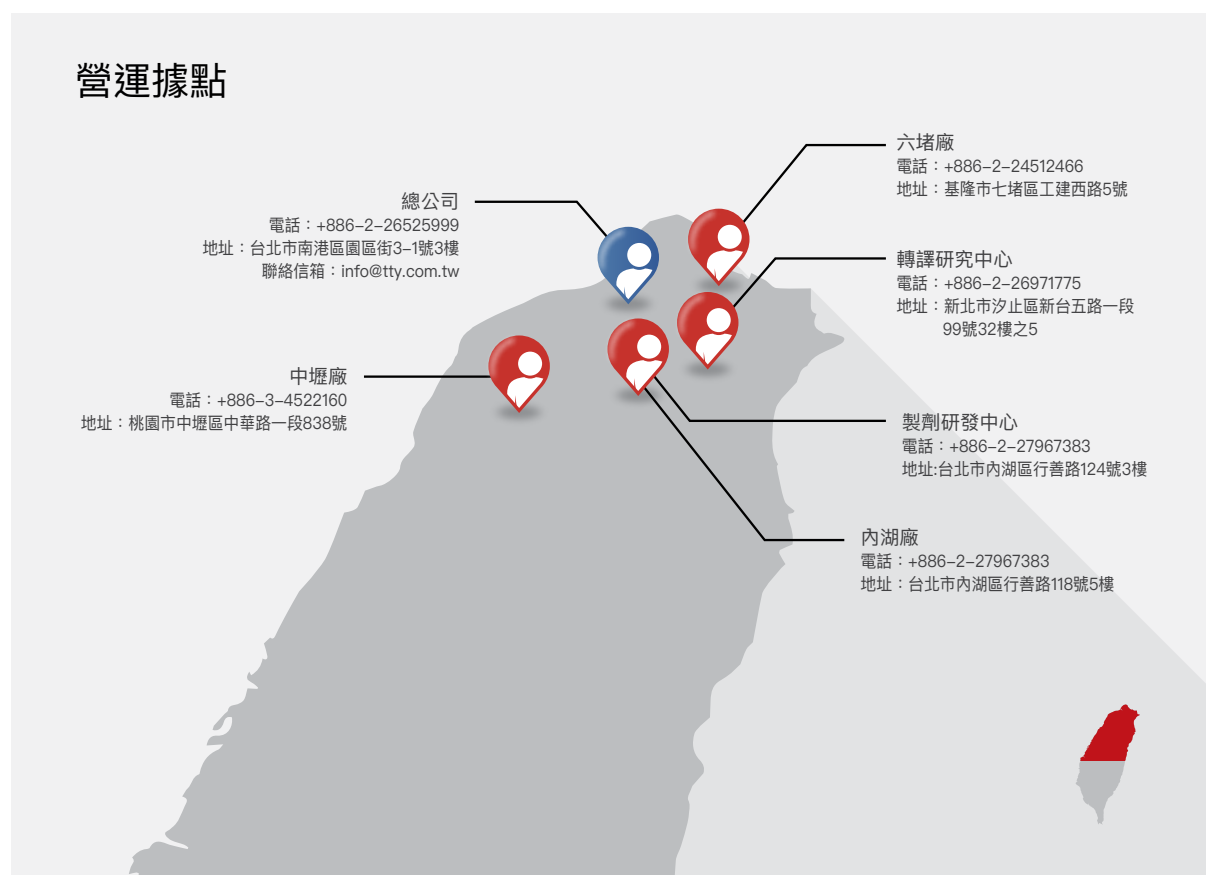 營運據點
總公司
電話：+886–2–26525999
地址：台北市南港區園區街3–1號3樓
聯絡信箱：info@tty.com.tw
中壢廠
電話：+886–3–4522160
地址：桃園市中壢區中華路一段838號
六堵廠
電話：+886–2–24512466
地址：基隆市七堵區工建西路5號
轉譯研究中心
電話：+886–2–26971775
地址：新北市汐止區新台五路一段
99號32樓之5
製劑研發中心
電話：+886–2–27967383
地址:台北市內湖區行善路124號3樓
內湖廠
電話：+886–2–27967383
地址：台北市內湖區行善路118號5樓